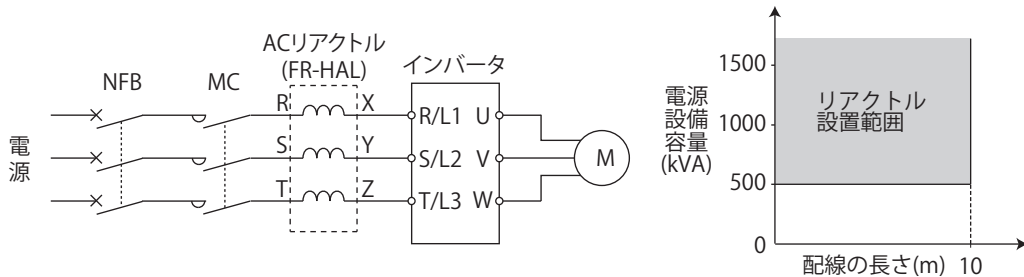 ACリアクトル
(FR-HAL)
インバータ
NFB
MC
電源
R
X
R/L1
U
S
Y
S/L2
V
M
T
Z
T/L3
W
電源
設備
容量
(kVA)
1500
1000
500
0
リアクトル
設置範囲
配線の長さ(m)
10